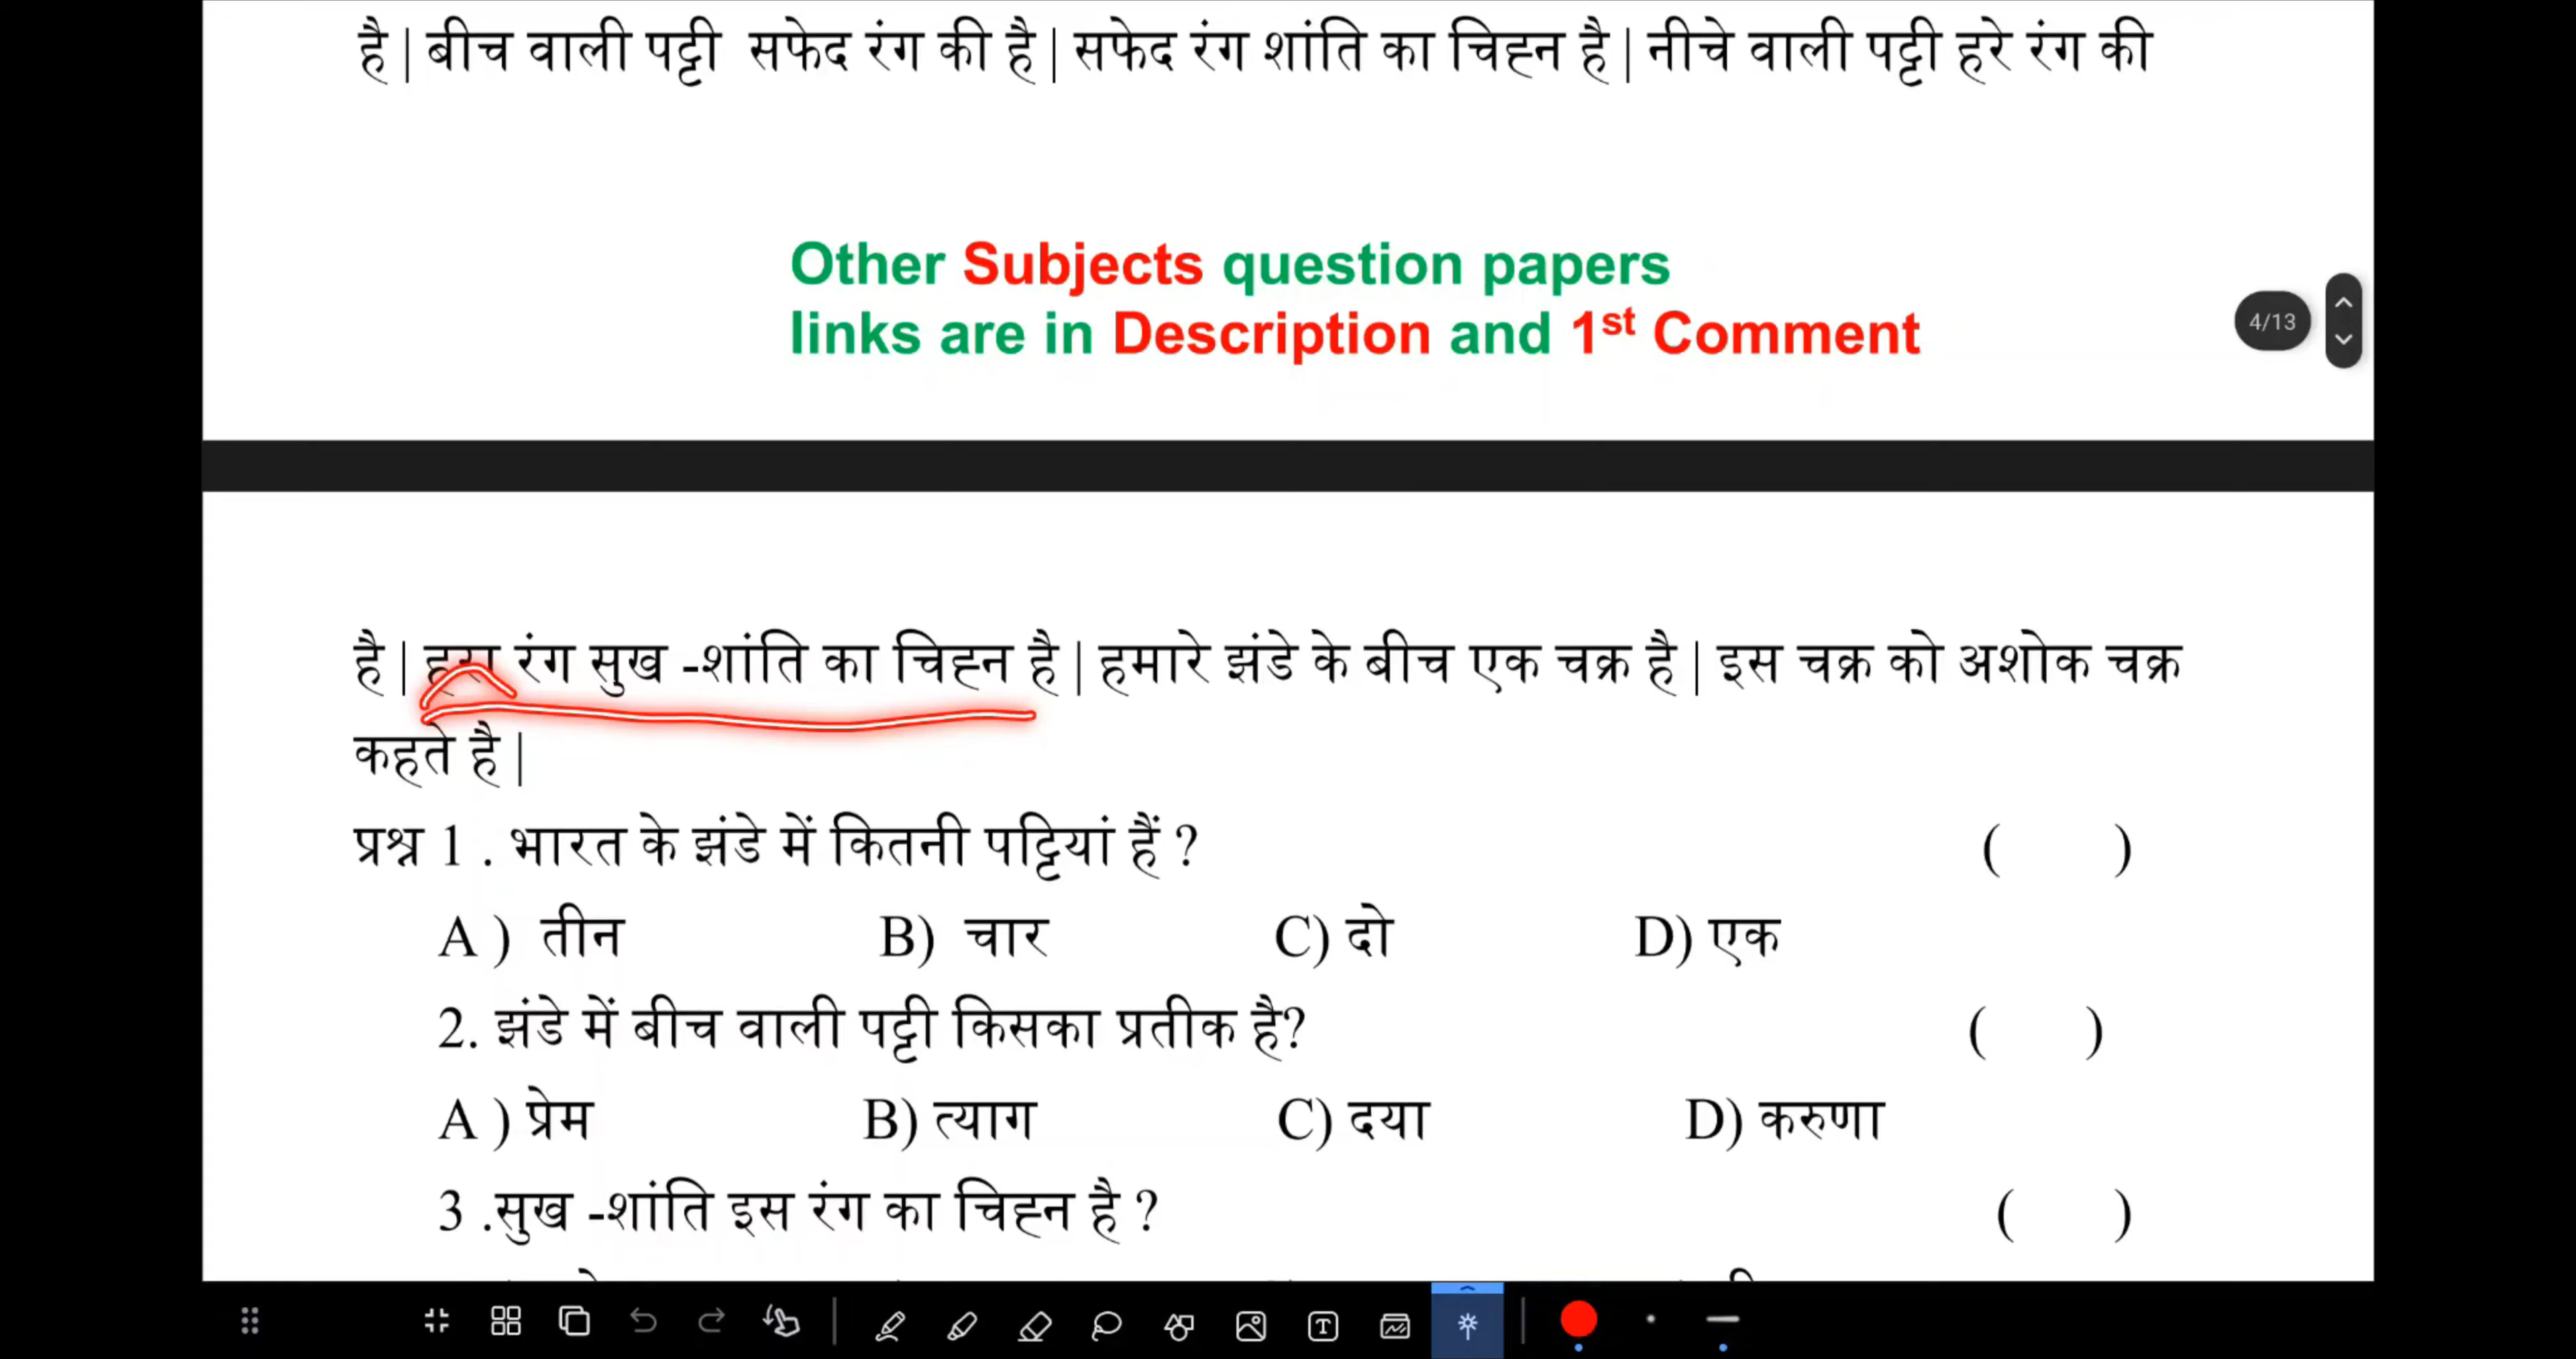 है | बीच वाली पट्टी सफेद रंग की है | सफेद रंग शांति का चिह्न है | नीचे वाली पट्टी हरे रंग की
Other Subjects question papers
links are in Description and 1st Comment
4/13
है | हरा रंग सुख -शांति का चिह्न है | हमारे झंडे के बीच एक चक्र है | इस चक्र को अशोक चक्र
कहते है |
प्रश्न 1 . भारत के झंडे में कितनी पट्टियां हैं ? ( )
A ) तीन B) चार C) दो D) एक
2. झंडे में बीच वाली पट्टी किसका प्रतीक है? ( )
A ) प्रेम B) त्याग C) दया D) करुणा
3 .सुख -शांति इस रंग का चिह्न है ? ( )